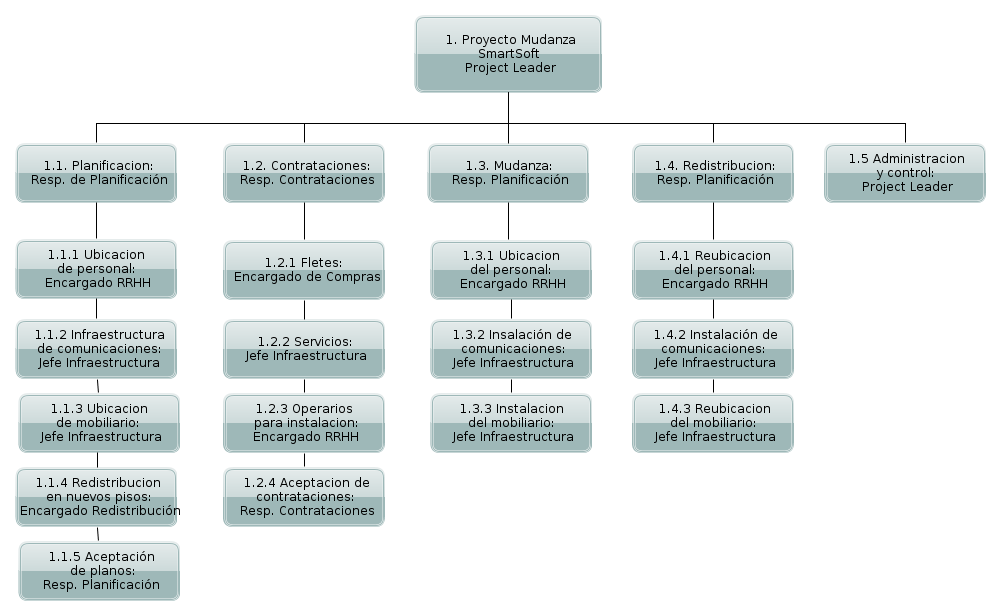 1. Proyecto Mudanza
SmartSoft
Project Leader
1.1. Planificacion:
Resp. de Planificación
1.2. Contrataciones:
Resp. Contrataciones
1.3. Mudanza:
Resp. Planificación
1.4. Redistribucion:
Resp. Planificación
1.5 Administracion
y control:
Project Leader
1.1.1 Ubicacion
de personal:
Encargado RRHH
1.2.1 Fletes:
Encargado de Compras
1.3.1 Ubicacion
del personal:
Encargado RRHH
1.4.1 Reubicacion
del personal:
Encargado RRHH
1.1.2 Infraestructura
de comunicaciones:
Jefe Infraestructura
1.2.2 Servicios:
Jefe Infraestructura
1.3.2 Insalación de
comunicaciones:
Jefe Infraestructura
1.4.2 Instalación de
comunicaciones:
Jefe Infraestructura
1.1.3 Ubicacion
de mobiliario:
Jefe Infraestructura
1.2.3 Operarios
para instalacion:
Encargado RRHH
1.3.3 Instalacion
del mobiliario:
Jefe Infraestructura
1.4.3 Reubicacion
del mobiliario:
Jefe Infraestructura
1.1.4 Redistribucion
en nuevos pisos:
Encargado Redistribución
1.2.4 Aceptacion de
contrataciones:
Resp. Contrataciones
1.1.5 Aceptación
de planos:
Resp. Planificación